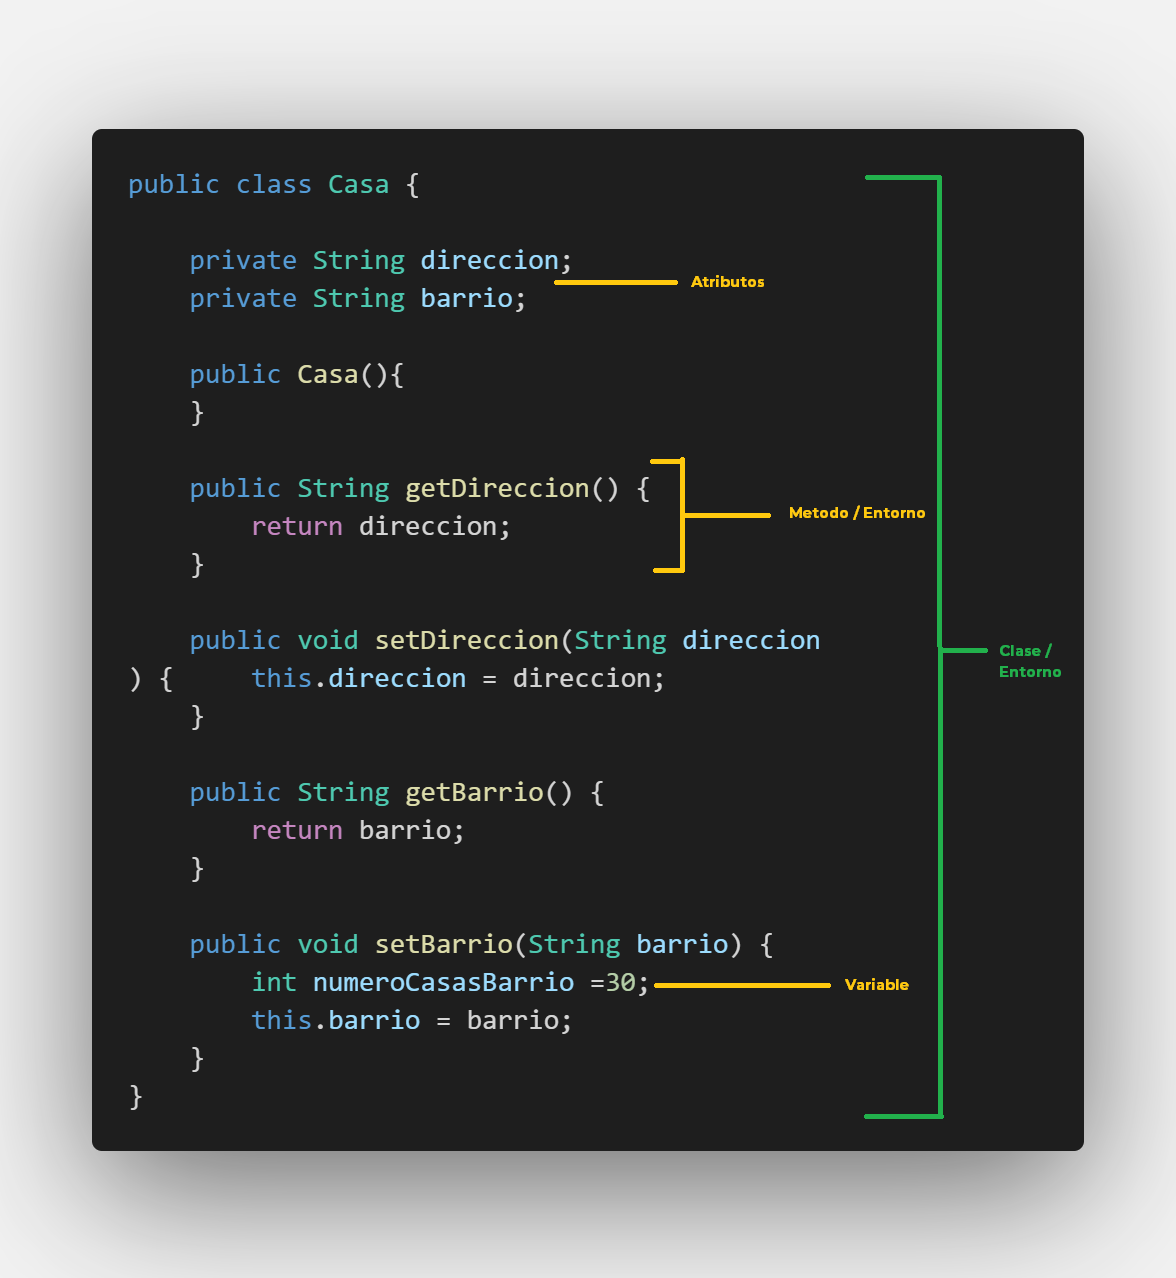 public class Casa {
private String direccion;
Atributos
private String barrio;
public Casa(){
}
public String getDireccion() {
Metodo / Entorno
return direccion;
}
public void setDireccion(String direccion
Clase /
Entorno
) {     this.direccion = direccion;
}
public String getBarrio() {
return barrio;
}
public void setBarrio(String barrio) {
int numeroCasasBarrio =30;
Variable
this.barrio = barrio;
}
}